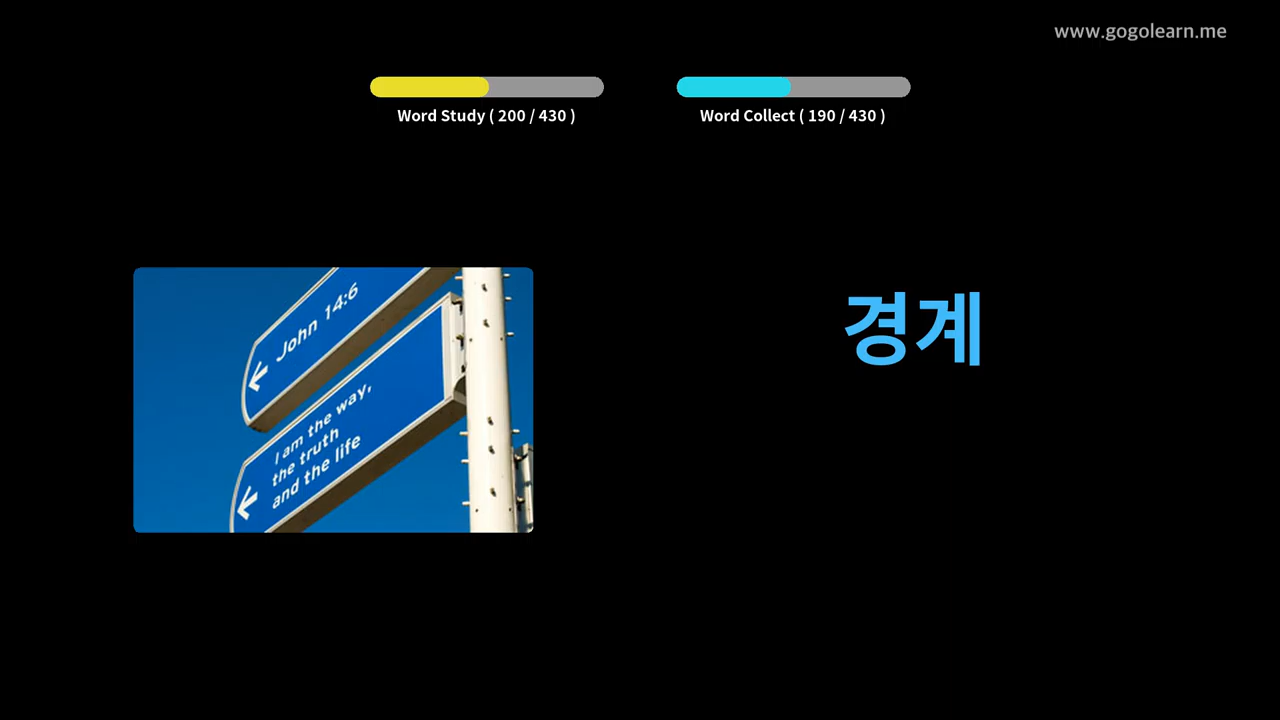 www.gogolearn.me
Word Study ( 200 / 430 )
Word Collect ( 190 / 430 )
John 14:6
I am the way,
the truth
and the life
경계